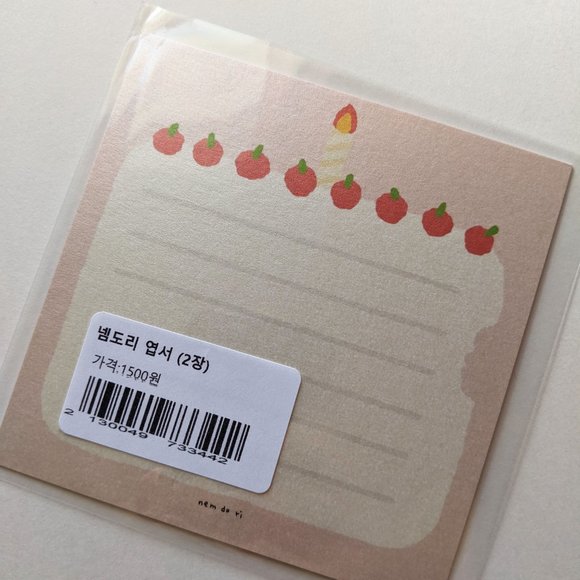 넴도리 엽서 (2장)
가격:1500원
2 130049 733442
nem do ri